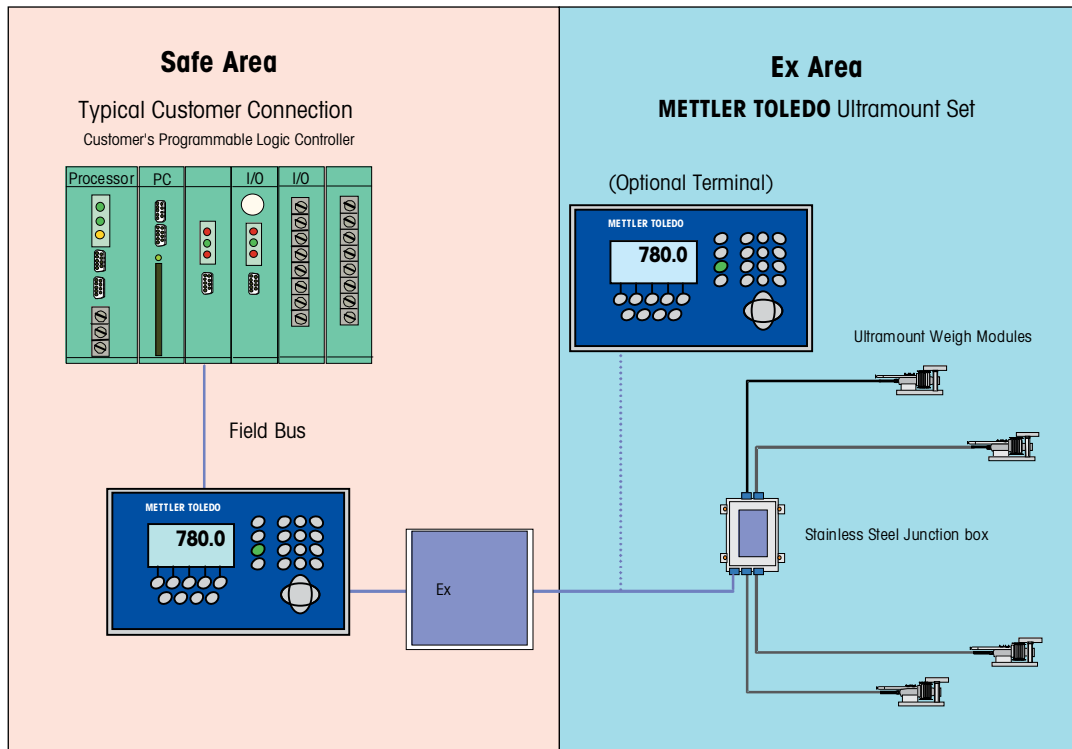 Safe Area
Typical Customer Connection
Customer's Programmable Logic Controller
Processor PC I/O I/O
Field Bus
METTLER TOLEDO
780.0
Ex
Ex Area
METTLER TOLEDO Ultramount Set
(Optional Terminal)
METTLER TOLEDO
780.0
Ultramount Weigh Modules
Stainless Steel Junction box